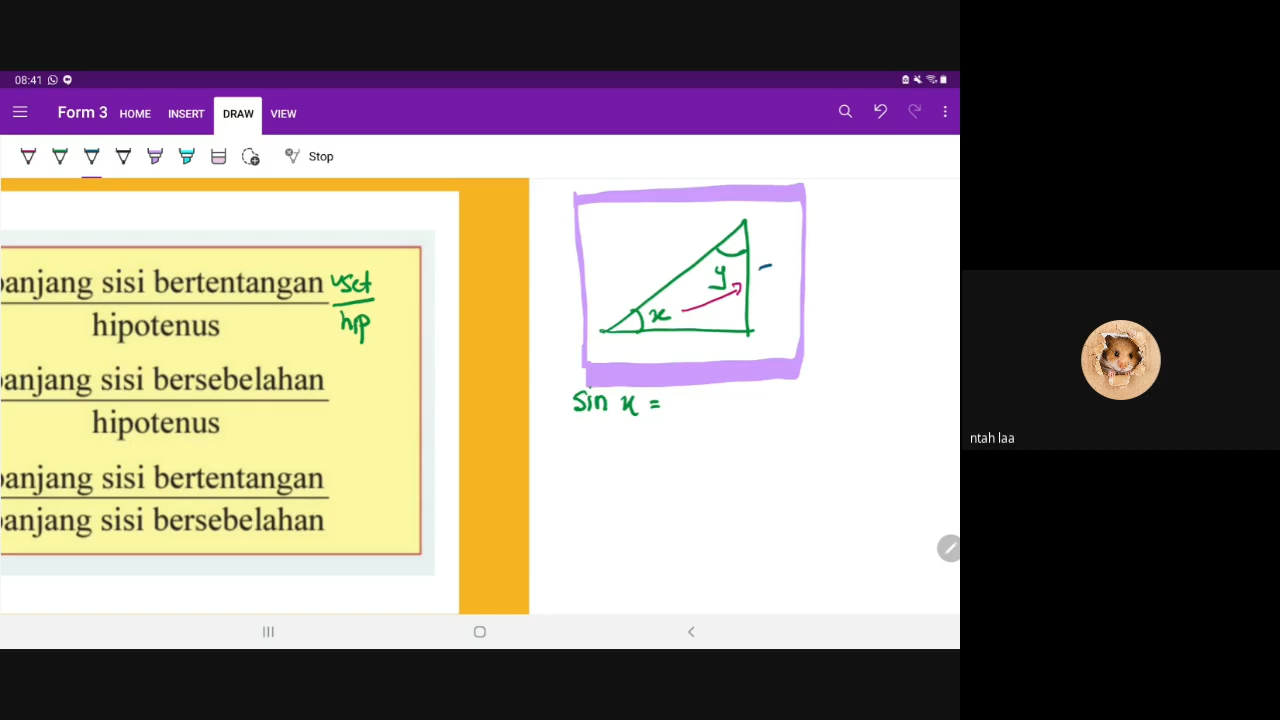 08:41
Form 3 HOME INSERT DRAW VIEW
Stop
panjang sisi bertentangan
hipotenus
hyp
panjang sisi bersebelahan
hipotenus
panjang sisi bertentangan
panjang sisi bersebelahan
y
x
sin x =
ntah laa